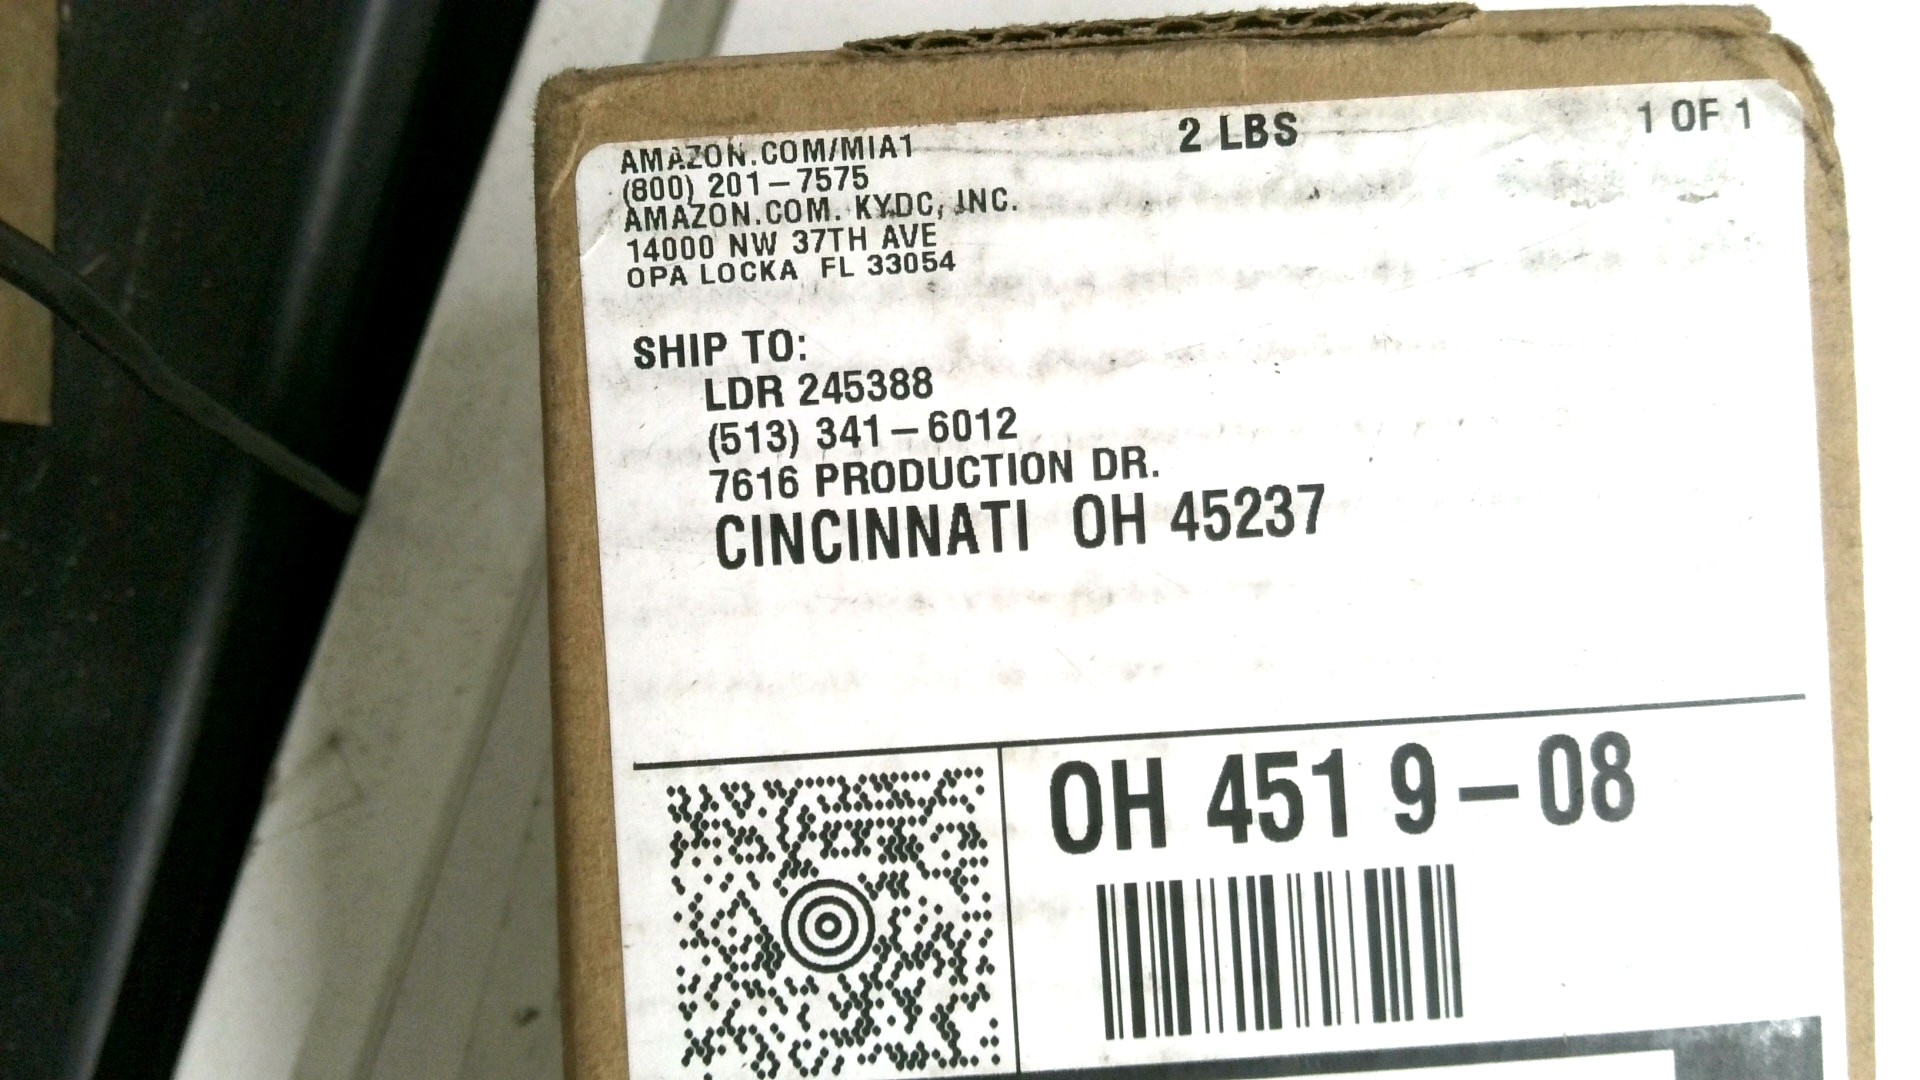 AMAZON.COM/MIA1
(800) 201-7575
AMAZON.COM. KYDC, INC.
14000 NW 37TH AVE
OPA LOCKA FL 33054
2 LBS
1 OF 1
SHIP TO:
LDR 245388
(513) 341-6012
7616 PRODUCTION DR.
CINCINNATI OH 45237
OH 451 9-08